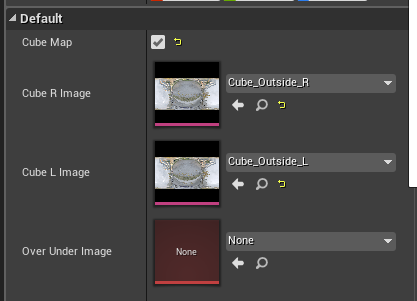 Default
Cube Map
Cube R Image
Cube_Outside_R
Cube L Image
Cube_Outside_L
Over Under Image
None
None